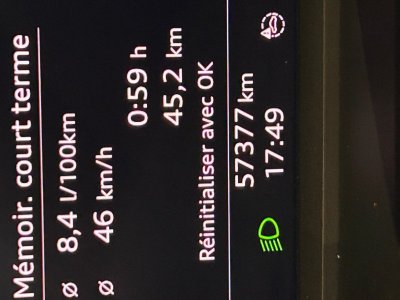 Mémoir. court terme
ø 8,4 l/100km
ø 46 km/h
0:59 h
45,2 km
Réinitialiser avec OK
57377 km
17:49